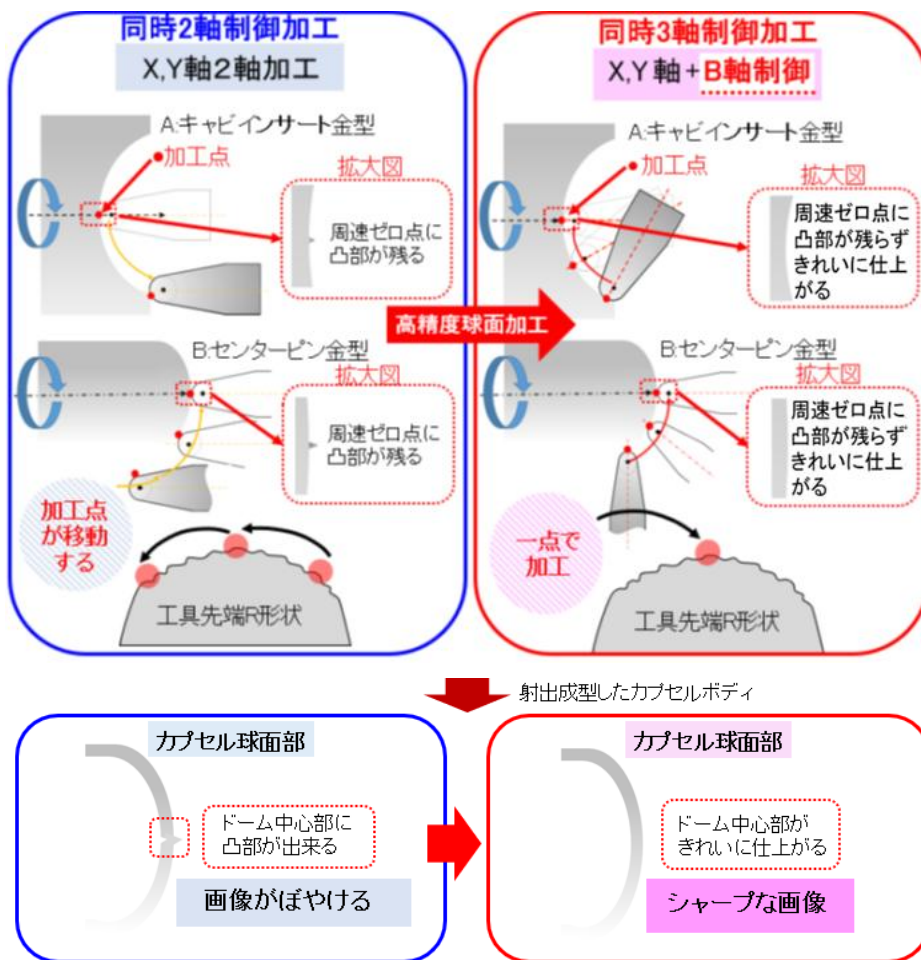 同時2軸制御加工
X,Y軸2軸加工
A:キャビインサート金型
加工点
拡大図
周速ゼロ点に
凸部が残る
B:センターピン金型
拡大図
周速ゼロ点に
凸部が残る
加工点
が移動
する
工具先端R形状
高精度球面加工
同時3軸制御加工
X,Y軸+B軸制御
A:キャビインサート金型
加工点
拡大図
周速ゼロ点に
凸部が残らず
きれいに仕上
がる
B:センターピン金型
拡大図
周速ゼロ点に
凸部が残らず
きれいに仕上
がる
一点で
加工
工具先端R形状
射出成型したカプセルボディ
カプセル球面部
ドーム中心部に
凸部が出来る
画像がぼやける
カプセル球面部
ドーム中心部が
きれいに仕上がる
シャープな画像